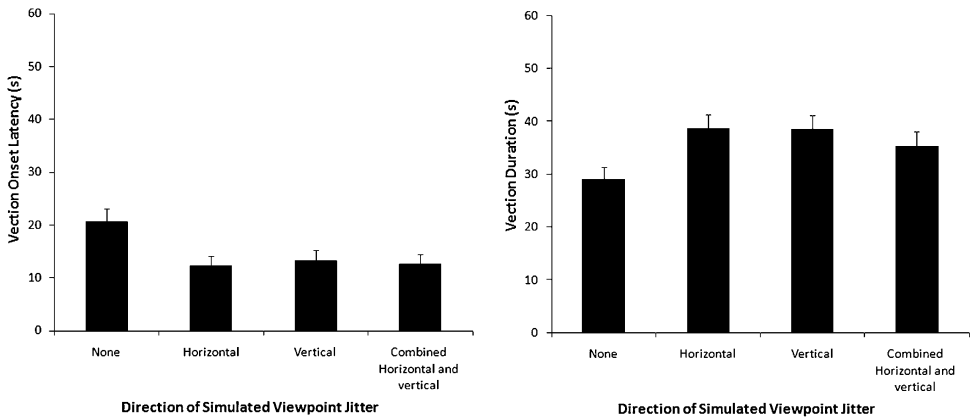 Vection Onset Latency (s)
60
50
40
30
20
10
0
None
Horizontal
Vertical
Combined
Horizontal and
vertical
Direction of Simulated Viewpoint Jitter
Vection Duration (s)
60
50
40
30
20
10
0
None
Horizontal
Vertical
Combined
Horizontal and
vertical
Direction of Simulated Viewpoint Jitter